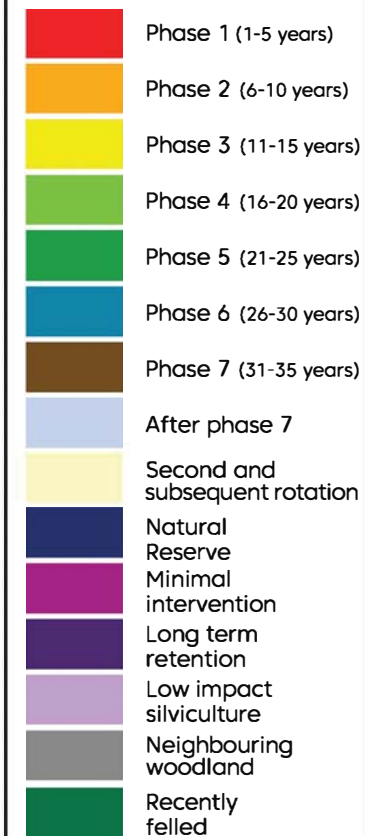 Phase 1 (1-5 years)
Phase 2 (6-10 years)
Phase 3 (11-15 years)
Phase 4 (16-20 years)
Phase 5 (21-25 years)
Phase 6 (26-30 years)
Phase 7 (31-35 years)
After phase 7
Second and
subsequent rotation
Natural
Reserve
Minimal
intervention
Long term
retention
Low impact
silviculture
Neighbouring
woodland
Recently
felled